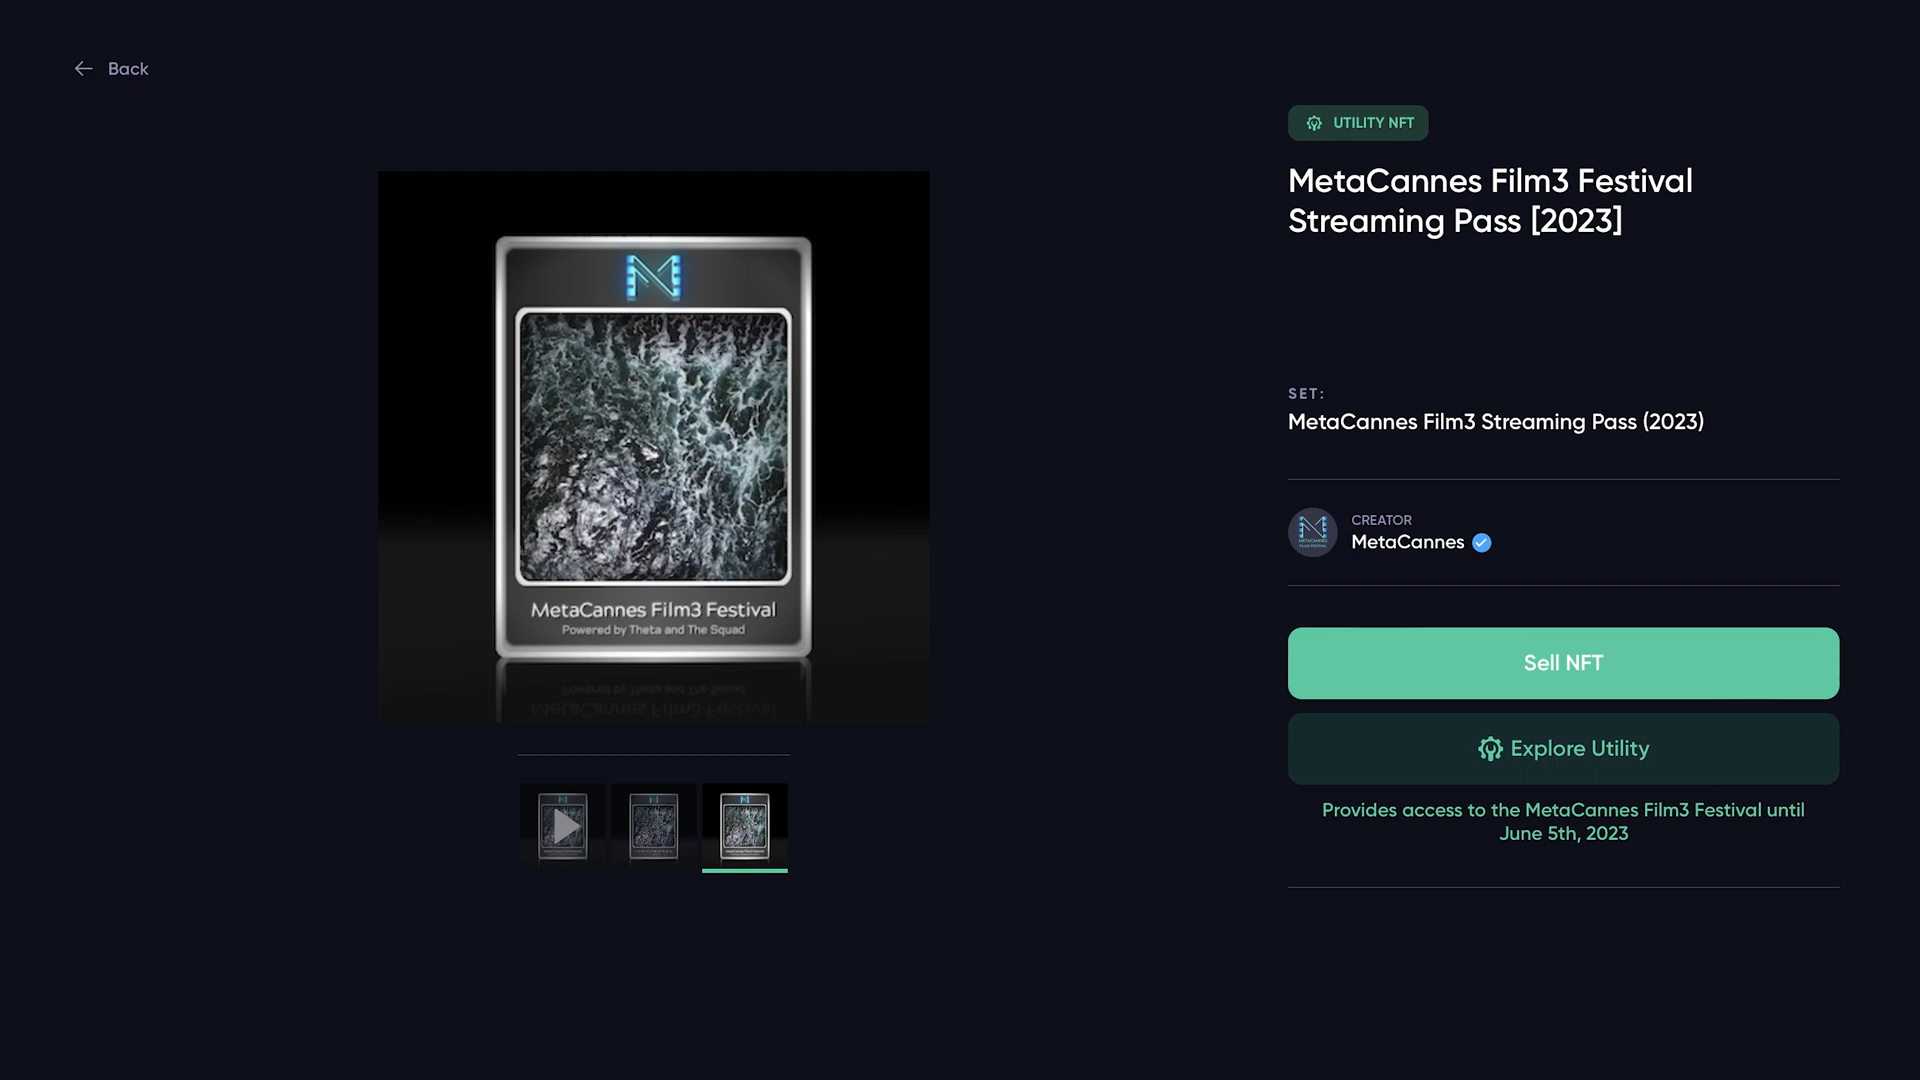 Back
UTILITY NFT
MetaCannes Film3 Festival
Streaming Pass [2023]
SET:
MetaCannes Film3 Streaming Pass (2023)
CREATOR
MetaCannes
Sell NFT
Explore Utility
Provides access to the MetaCannes Film3 Festival until
June 5th, 2023
M
MetaCannes Film3 Festival
Powered by Theta and The Squad